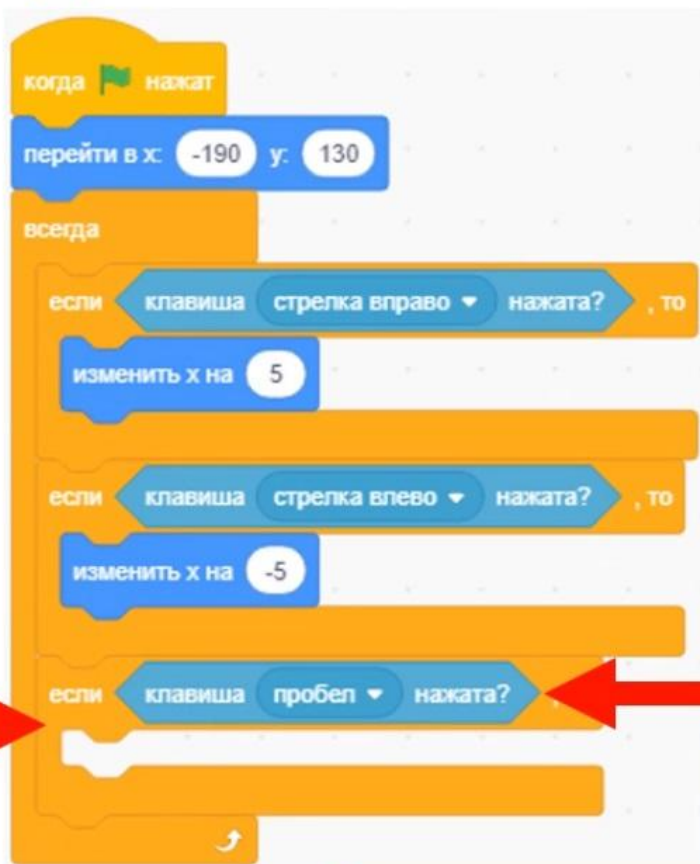 когда нажат
перейти в x: -190 y: 130
всегда
если клавиша стрелка вправо нажата? , то
изменить x на 5
если клавиша стрелка влево нажата? , то
изменить x на -5
если клавиша пробел нажата? ,